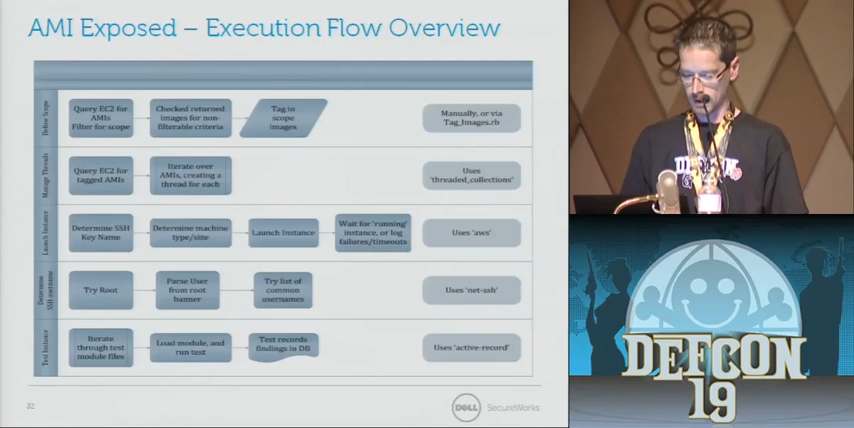 AMI Exposed – Execution Flow Overview
Define Scope
Query EC2 for
AMIs
Filter for scope
Checked returned
images for non-
filterable criteria
Tag in
scope
images
Manually, or via
Tag_Images.rb
Manage Threads
Query EC2 for
tagged AMIs
Iterate over
AMIs, creating a
thread for each
Uses
'threaded_collections'
Launch Instance
Determine SSH
Key Name
Determine machine
type/size
Launch Instance
Wait for 'running'
instance, or log
failures/timeouts
Uses 'aws'
Determine
SSH username
Try Root
Parse User
from root
banner
Try list of
common
usernames
Uses 'net-ssh'
Test Instance
Iterate
through test
module files
Load module, and
run test
Test records
findings in DB
Uses 'active-record'
32
DELL
SecureWorks
DEFCON
DEFCON
19